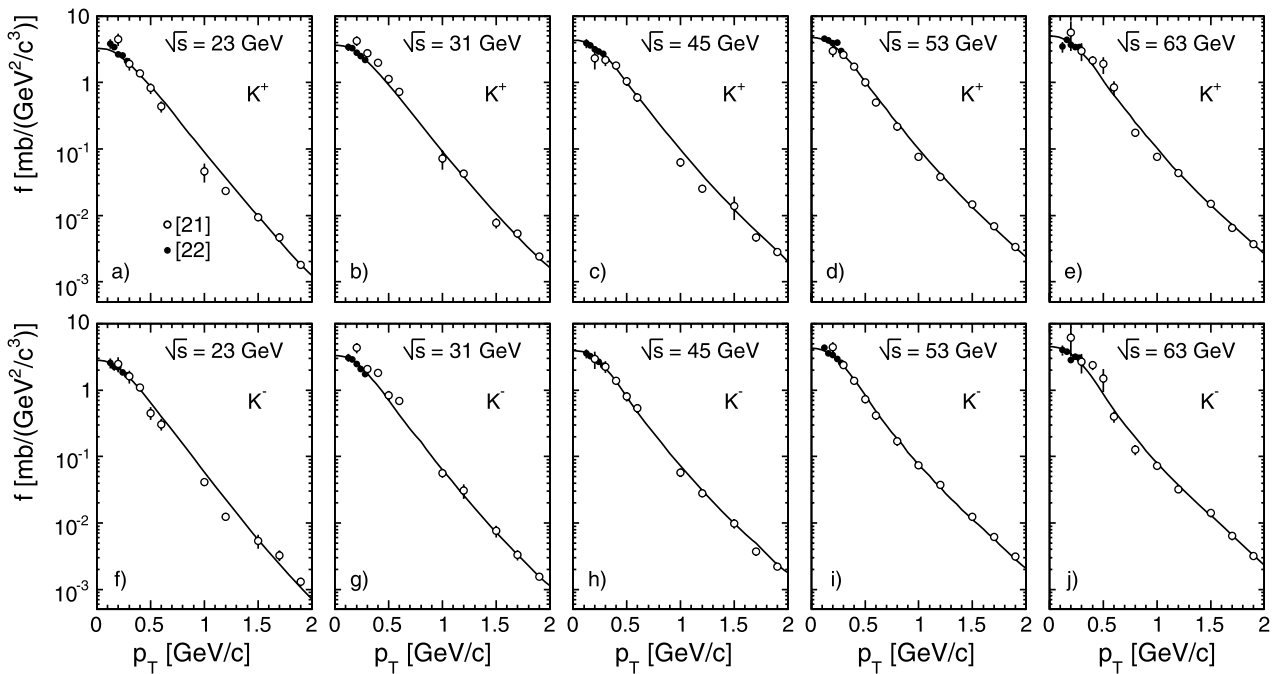 f [mb/(GeV²/c³)]
10
1
10⁻¹
10⁻²
10⁻³
√s = 23 GeV
K⁺
[21]
[22]
a)
√s = 31 GeV
K⁺
b)
√s = 45 GeV
K⁺
c)
√s = 53 GeV
K⁺
d)
√s = 63 GeV
K⁺
e)
f [mb/(GeV²/c³)]
10
1
10⁻¹
10⁻²
10⁻³
√s = 23 GeV
K⁻
f)
√s = 31 GeV
K⁻
g)
√s = 45 GeV
K⁻
h)
√s = 53 GeV
K⁻
i)
√s = 63 GeV
K⁻
j)
0 0.5 1 1.5 2 0 0.5 1 1.5 2 0 0.5 1 1.5 2 0 0.5 1 1.5 2 0 0.5 1 1.5 2
p_T [GeV/c] p_T [GeV/c] p_T [GeV/c] p_T [GeV/c] p_T [GeV/c]